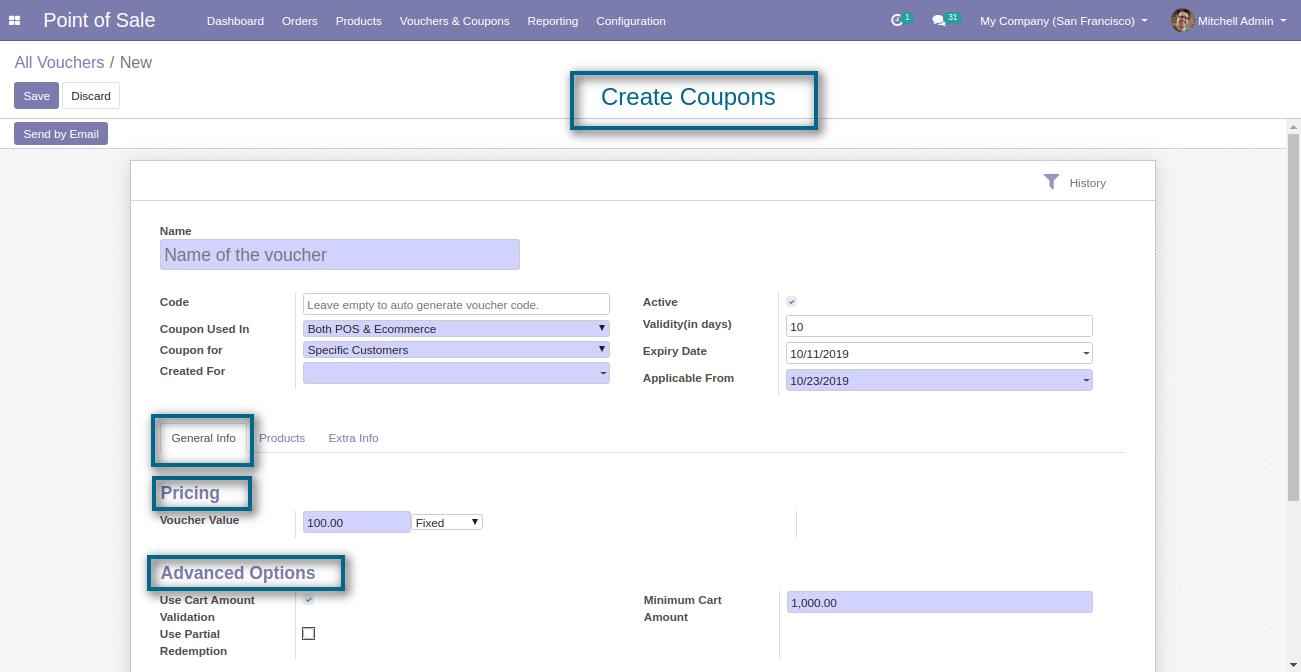 Point of Sale Dashboard Orders Products Vouchers & Coupons Reporting Configuration 1 31 My Company (San Francisco) Mitchell Admin
All Vouchers / New
Save Discard
Create Coupons
Send by Email
History
Name
Name of the voucher
Code Leave empty to auto generate voucher code.
Coupon Used In Both POS & Ecommerce
Coupon for Specific Customers
Created For
Active
Validity(in days) 10
Expiry Date 10/11/2019
Applicable From 10/23/2019
General Info Products Extra Info
Pricing
Voucher Value 100.00 Fixed
Advanced Options
Use Cart Amount
Validation
Use Partial
Redemption
Minimum Cart 1,000.00
Amount